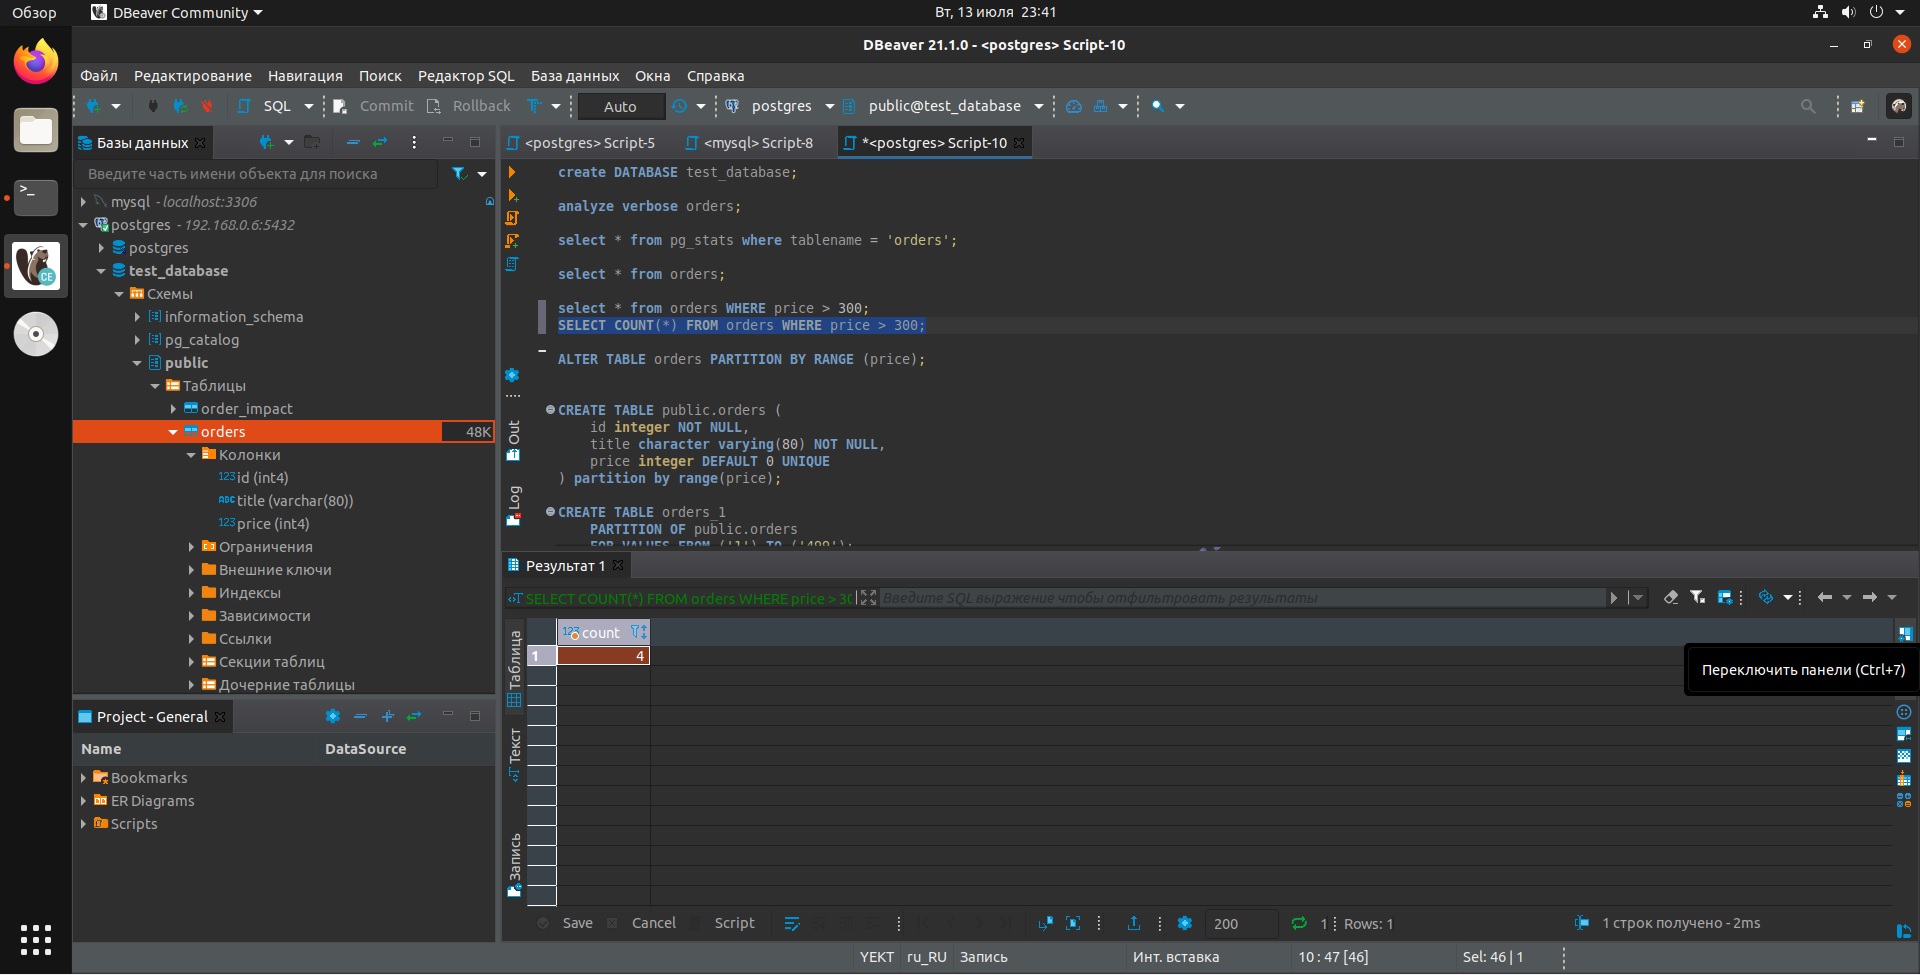 Обзор
DBeaver Community
Вт, 13 июля 23:41
DBeaver 21.1.0 - <postgres> Script-10
Файл Редактирование Навигация Поиск Редактор SQL База данных Окна Справка
SQL Commit Rollback Auto postgres public@test_database
Базы данных
Введите часть имени объекта для поиска
mysql - localhost:3306
postgres - 192.168.0.6:5432
postgres
test_database
Схемы
information_schema
pg_catalog
public
Таблицы
order_impact
orders 48K
Колонки
123 id (int4)
ABC title (varchar(80))
123 price (int4)
Ограничения
Внешние ключи
Индексы
Зависимости
Ссылки
Секции таблиц
Дочерние таблицы
Project - General
Name DataSource
Bookmarks
ER Diagrams
Scripts
<postgres> Script-5 <mysql> Script-8 *<postgres> Script-10
create DATABASE test_database;
analyze verbose orders;
select * from pg_stats where tablename = 'orders';
select * from orders;
select * from orders WHERE price > 300;
SELECT COUNT(*) FROM orders WHERE price > 300;
ALTER TABLE orders PARTITION BY RANGE (price);
CREATE TABLE public.orders (
id integer NOT NULL,
title character varying(80) NOT NULL,
price integer DEFAULT 0 UNIQUE
) partition by range(price);
CREATE TABLE orders_1
PARTITION OF public.orders
FOR VALUES FROM ('1') TO ('499');
Out
Log
Результат 1
SELECT COUNT(*) FROM orders WHERE price > 30
Введите SQL выражение чтобы отфильтровать результаты
123 count
1 4
Таблица
Текст
Запись
Переключить панели (Ctrl+7)
Save Cancel Script 200 1 Rows: 1 1 строк получено - 2ms
YEKT ru_RU Запись Инт. вставка 10 : 47 [46] Sel: 46 | 1